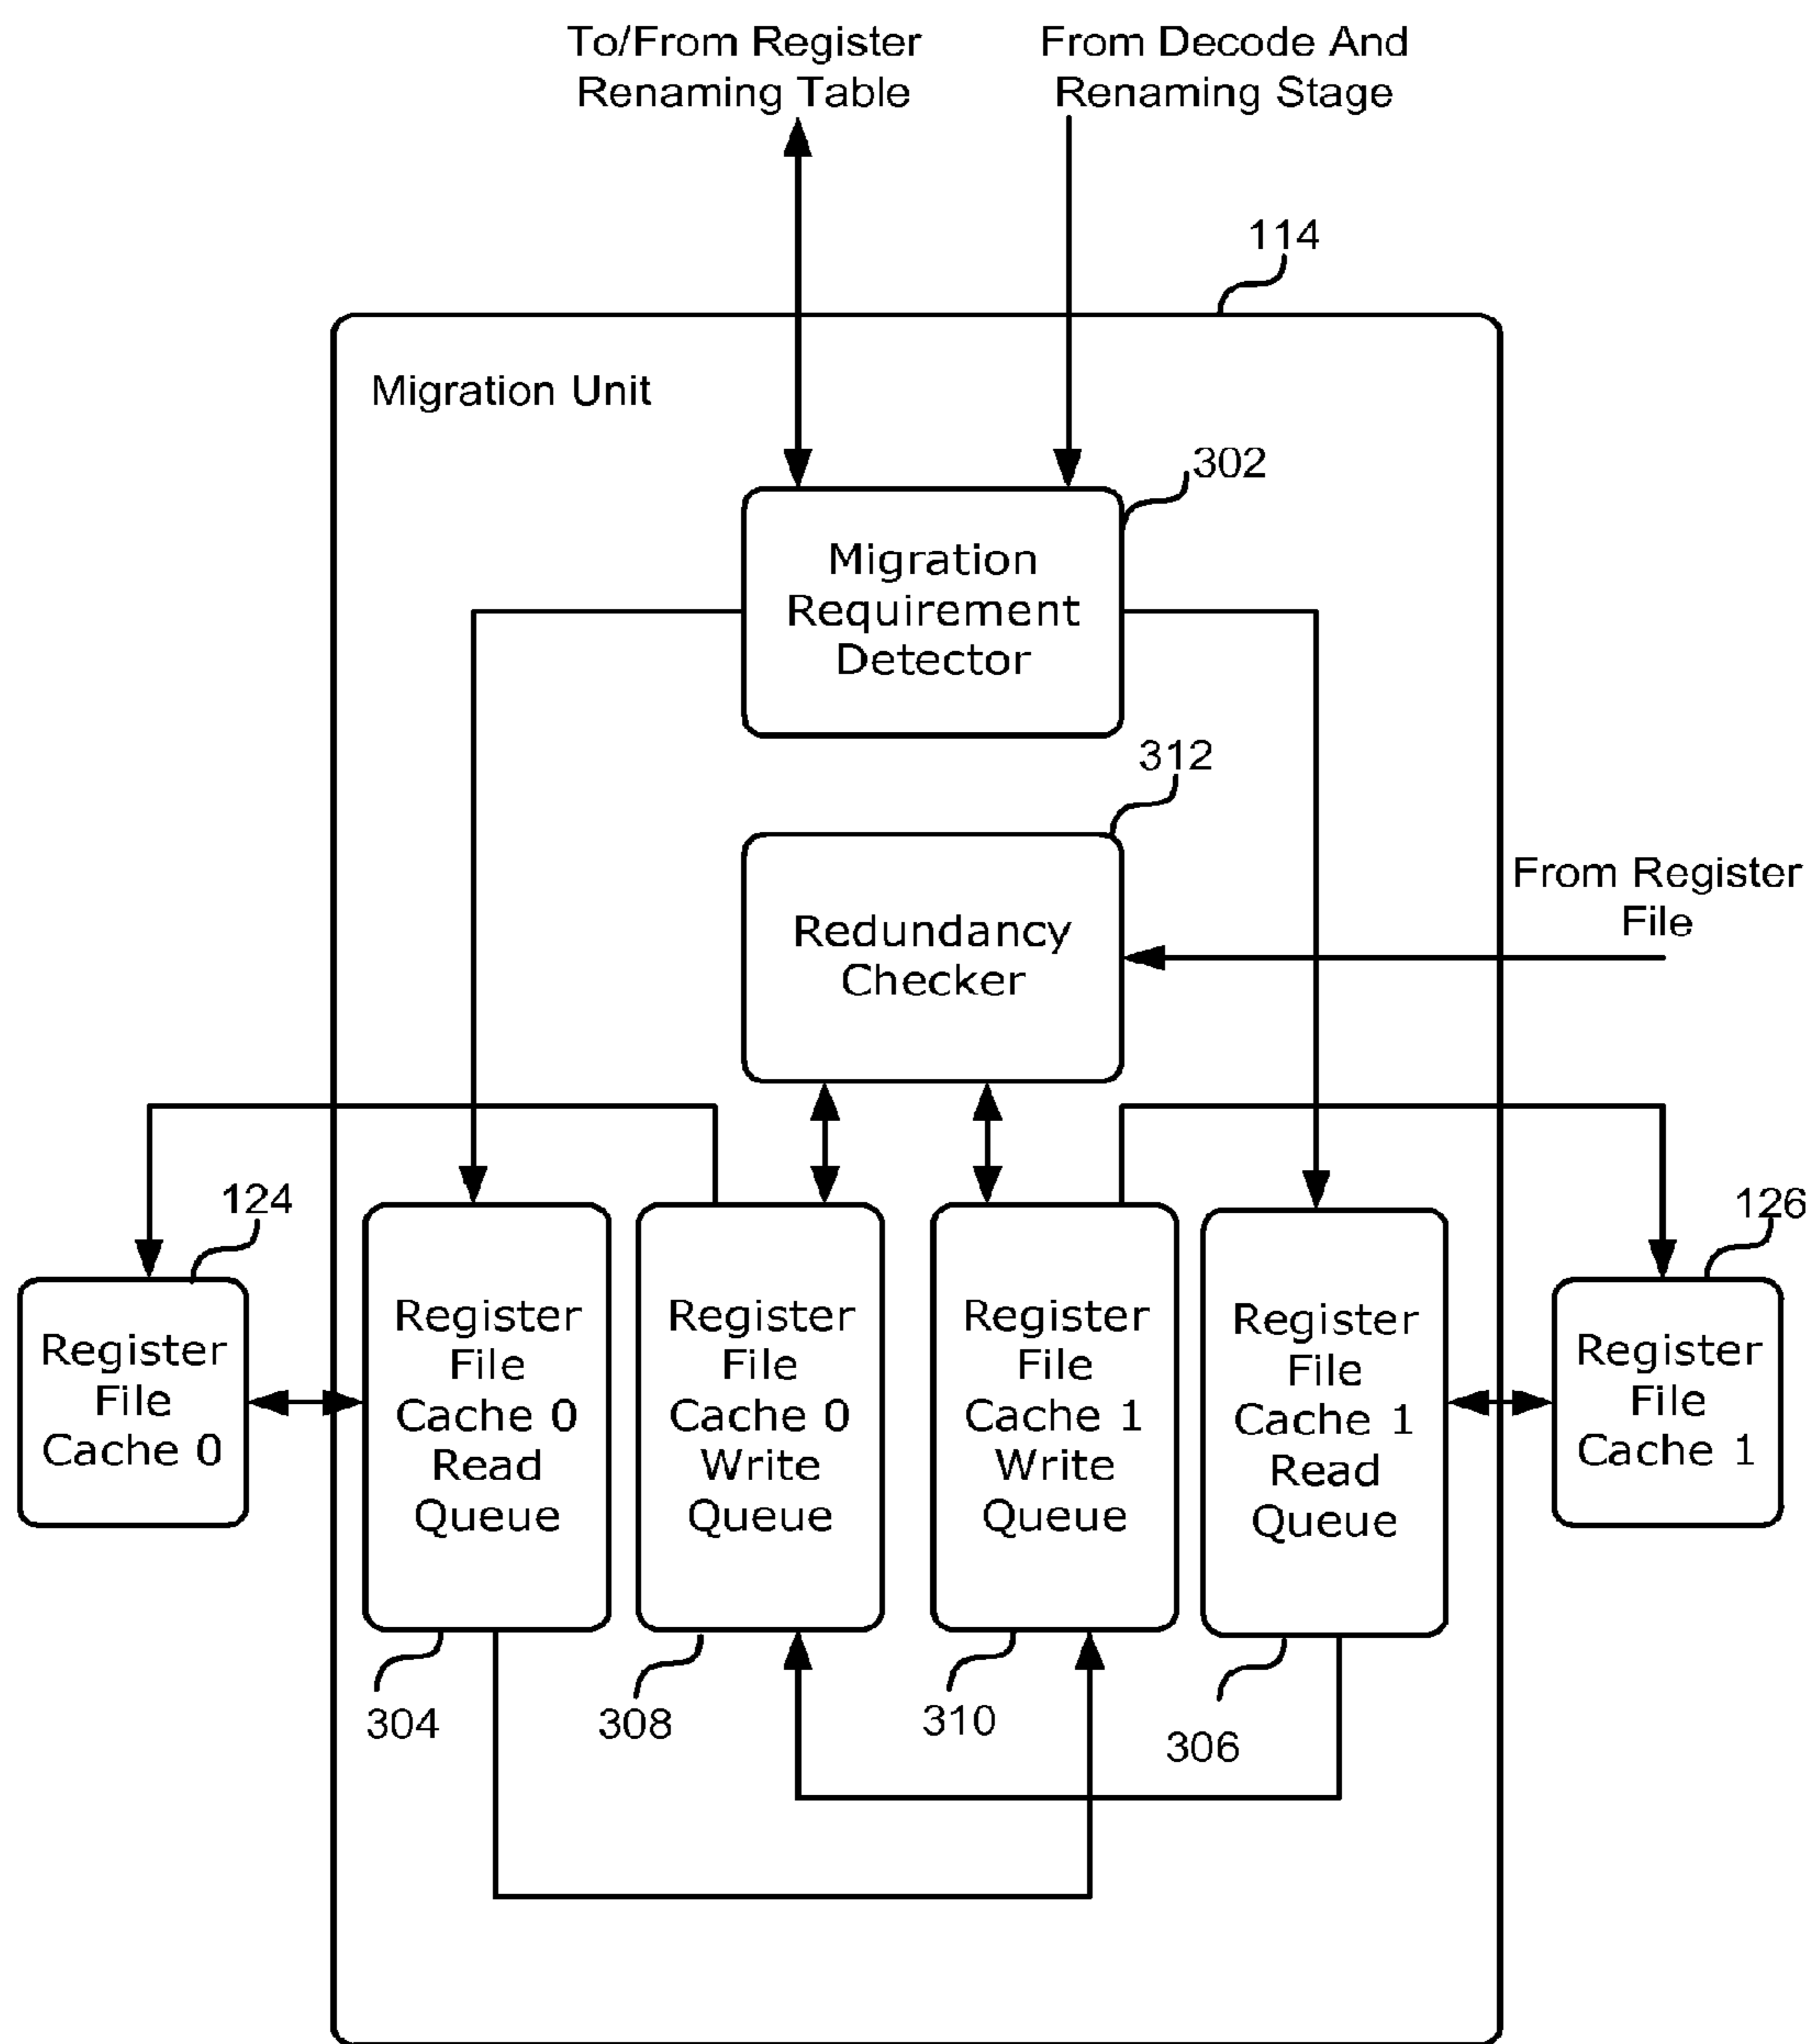 To/From Register
Renaming Table
From Decode And
Renaming Stage
114
Migration Unit
302
Migration
Requirement
Detector
312
Redundancy
Checker
From Register
File
124
126
Register
File
Cache 0
Register
File
Cache 0
Read
Queue
Register
File
Cache 0
Write
Queue
Register
File
Cache 1
Write
Queue
Register
File
Cache 1
Read
Queue
Register
File
Cache 1
304
308
310
306